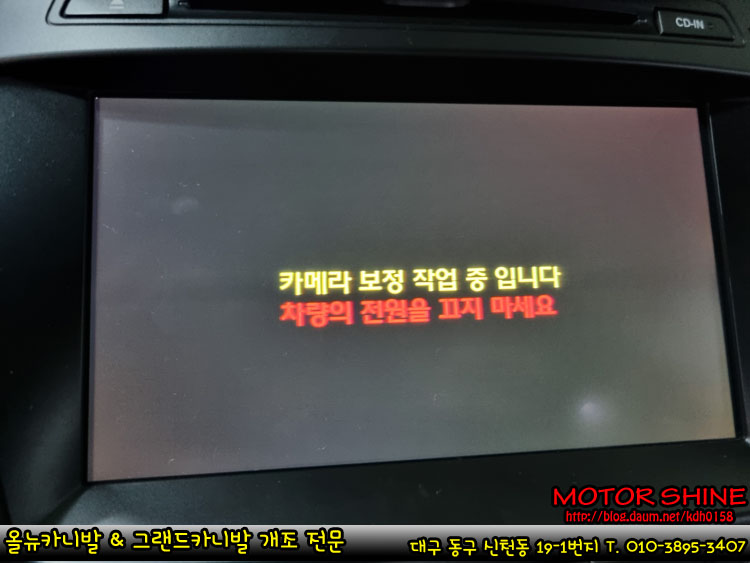 CD-IN
카메라 보정 작업 중 입니다
차량의 전원을 끄지 마세요
MOTOR SHINE
http://blog.daum.net/kdh0158
올뉴카니발 & 그랜드카니발 개조 전문
대구 동구 신천동 19-1번지 T. 010-3895-3407